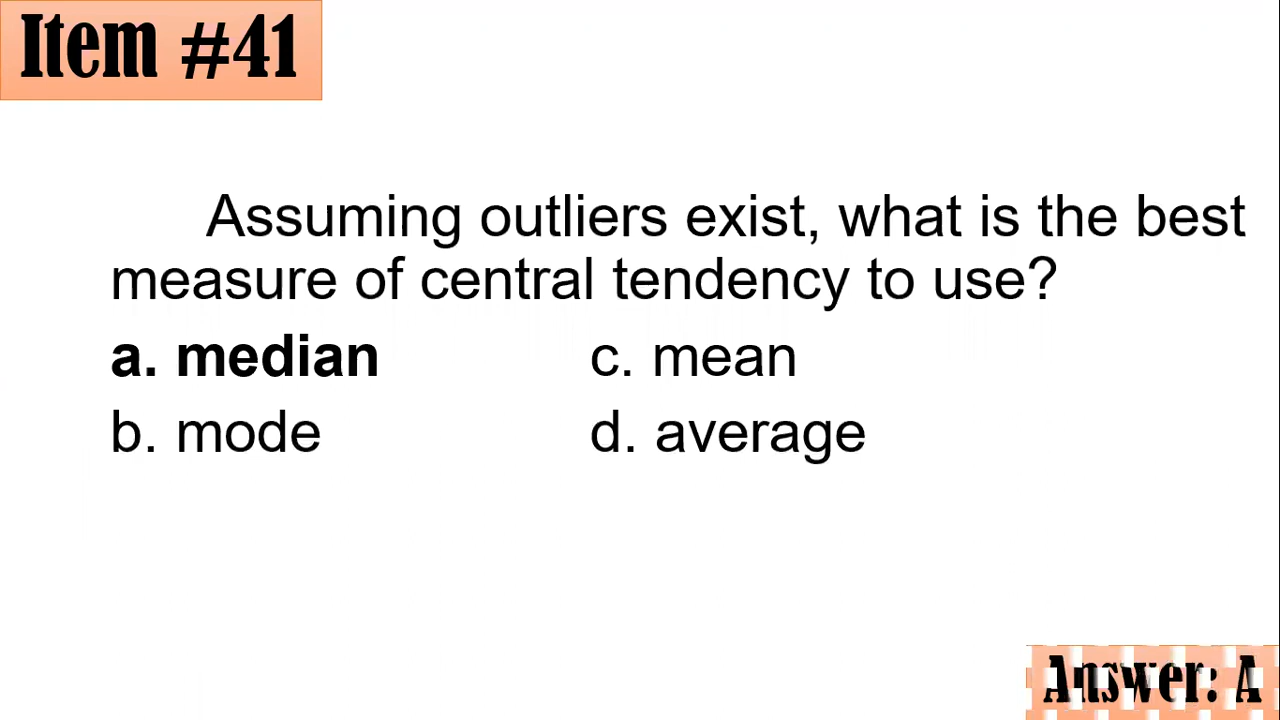 Item #41
Assuming outliers exist, what is the best
measure of central tendency to use?
a. median c. mean
b. mode d. average
Answer: A